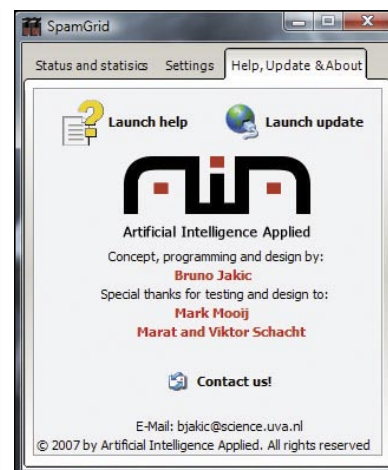 SpamGrid
Status and statisics Settings Help, Update & About
Launch help Launch update
Artificial Intelligence Applied
Concept, programming and design by:
Bruno Jakic
Special thanks for testing and design to:
Mark Mooij
Marat and Viktor Schacht
Contact us!
E-Mail: bjakic@science.uva.nl
© 2007 by Artificial Intelligence Applied. All rights reserved